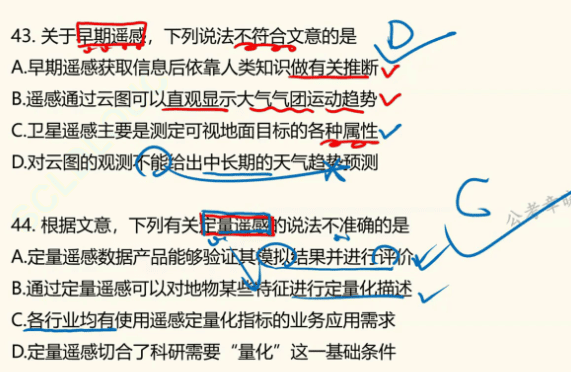 43. 关于早期遥感，下列说法不符合文意的是
D
A.早期遥感获取信息后依靠人类知识做有关推断
B.遥感通过云图可以直观显示大气气团运动趋势
C.卫星遥感主要是测定可视地面目标的各种属性
D.对云图的观测不能给出中长期的天气趋势预测
44. 根据文意，下列有关定量遥感的说法不准确的是
C
A.定量遥感数据产品能够验证其模拟结果并进行评价
B.通过定量遥感可以对地物某些特征进行定量化描述
C.各行业均有使用遥感定量化指标的业务应用需求
D.定量遥感切合了科研需要“量化”这一基础条件